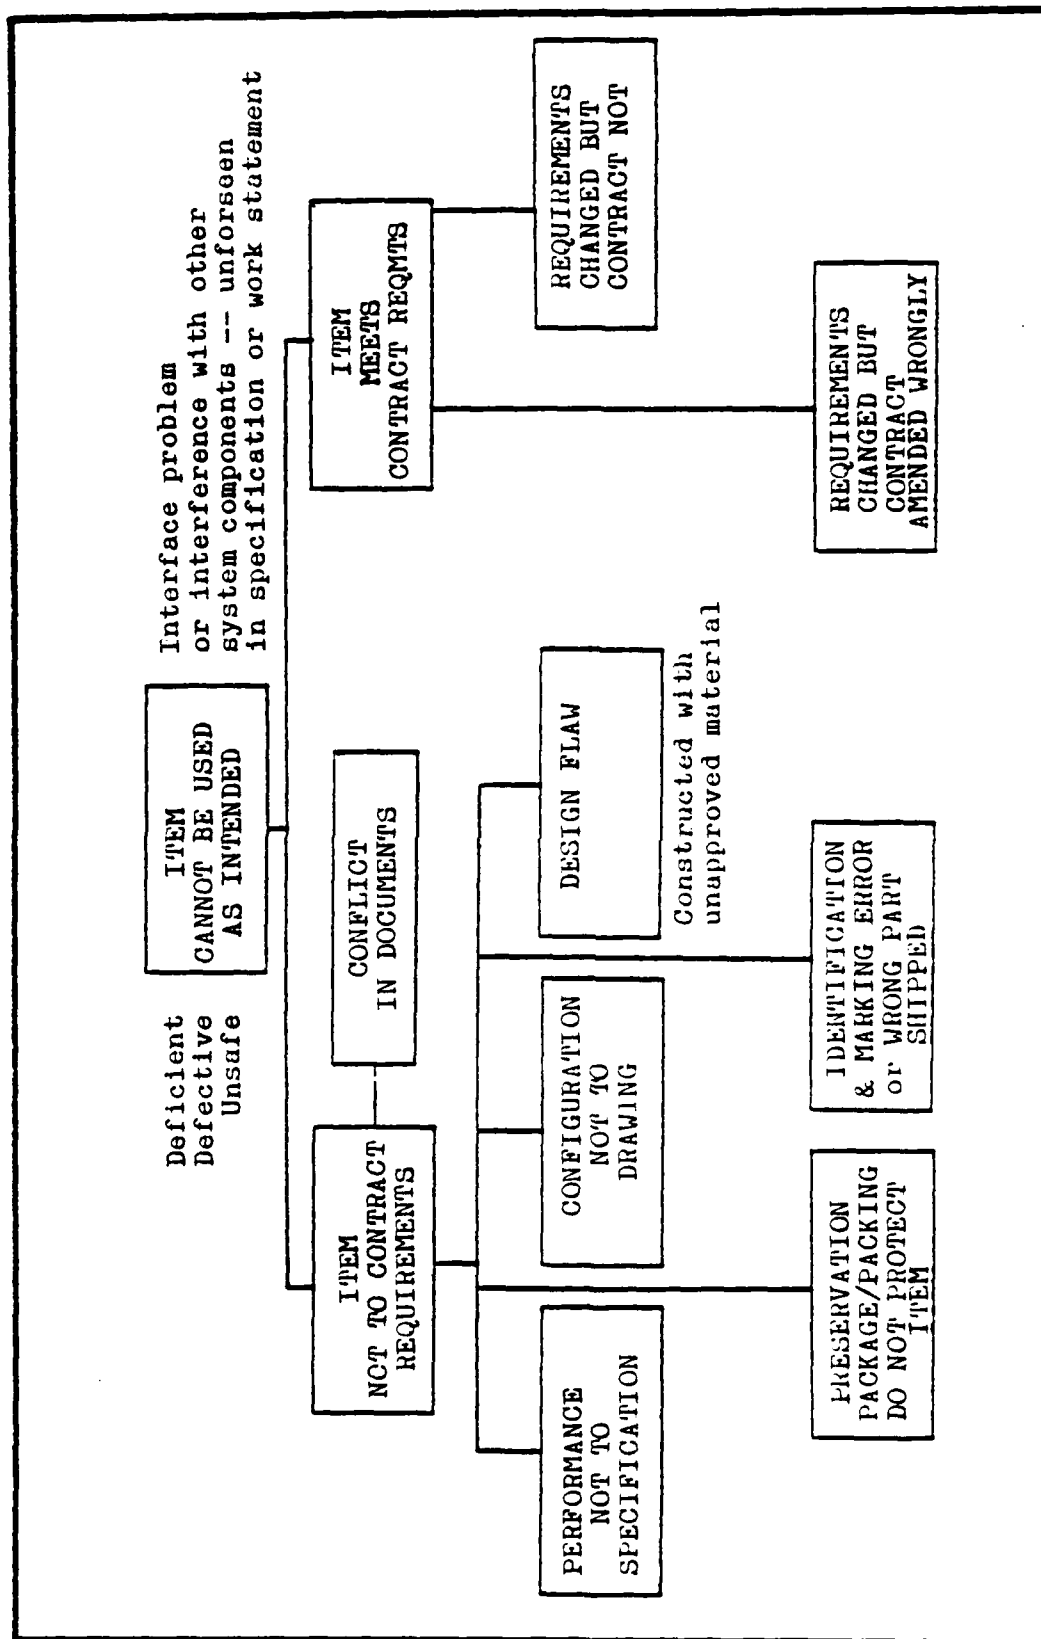 Deficient
Defective
Unsafe
ITEM
CANNOT BE USED
AS INTENDED
Interface problem
or interference with other
system components -- unforseen
in specification or work statement
ITEM
NOT TO CONTRACT
REQUIREMENTS
CONFLICT
IN DOCUMENTS
ITEM
MEETS
CONTRACT REQMTS
PERFORMANCE
NOT TO
SPECIFICATION
CONFIGURATION
NOT TO
DRAWING
DESIGN FLAW
Constructed with
unapproved material
REQUIREMENTS
CHANGED BUT
CONTRACT NOT
PRESERVATION
PACKAGE/PACKING
DO NOT PROTECT
ITEM
IDENTIFICATION
& MARKING ERROR
or WRONG PART
SHIPPED
REQUIREMENTS
CHANGED BUT
CONTRACT
AMENDED WRONGLY